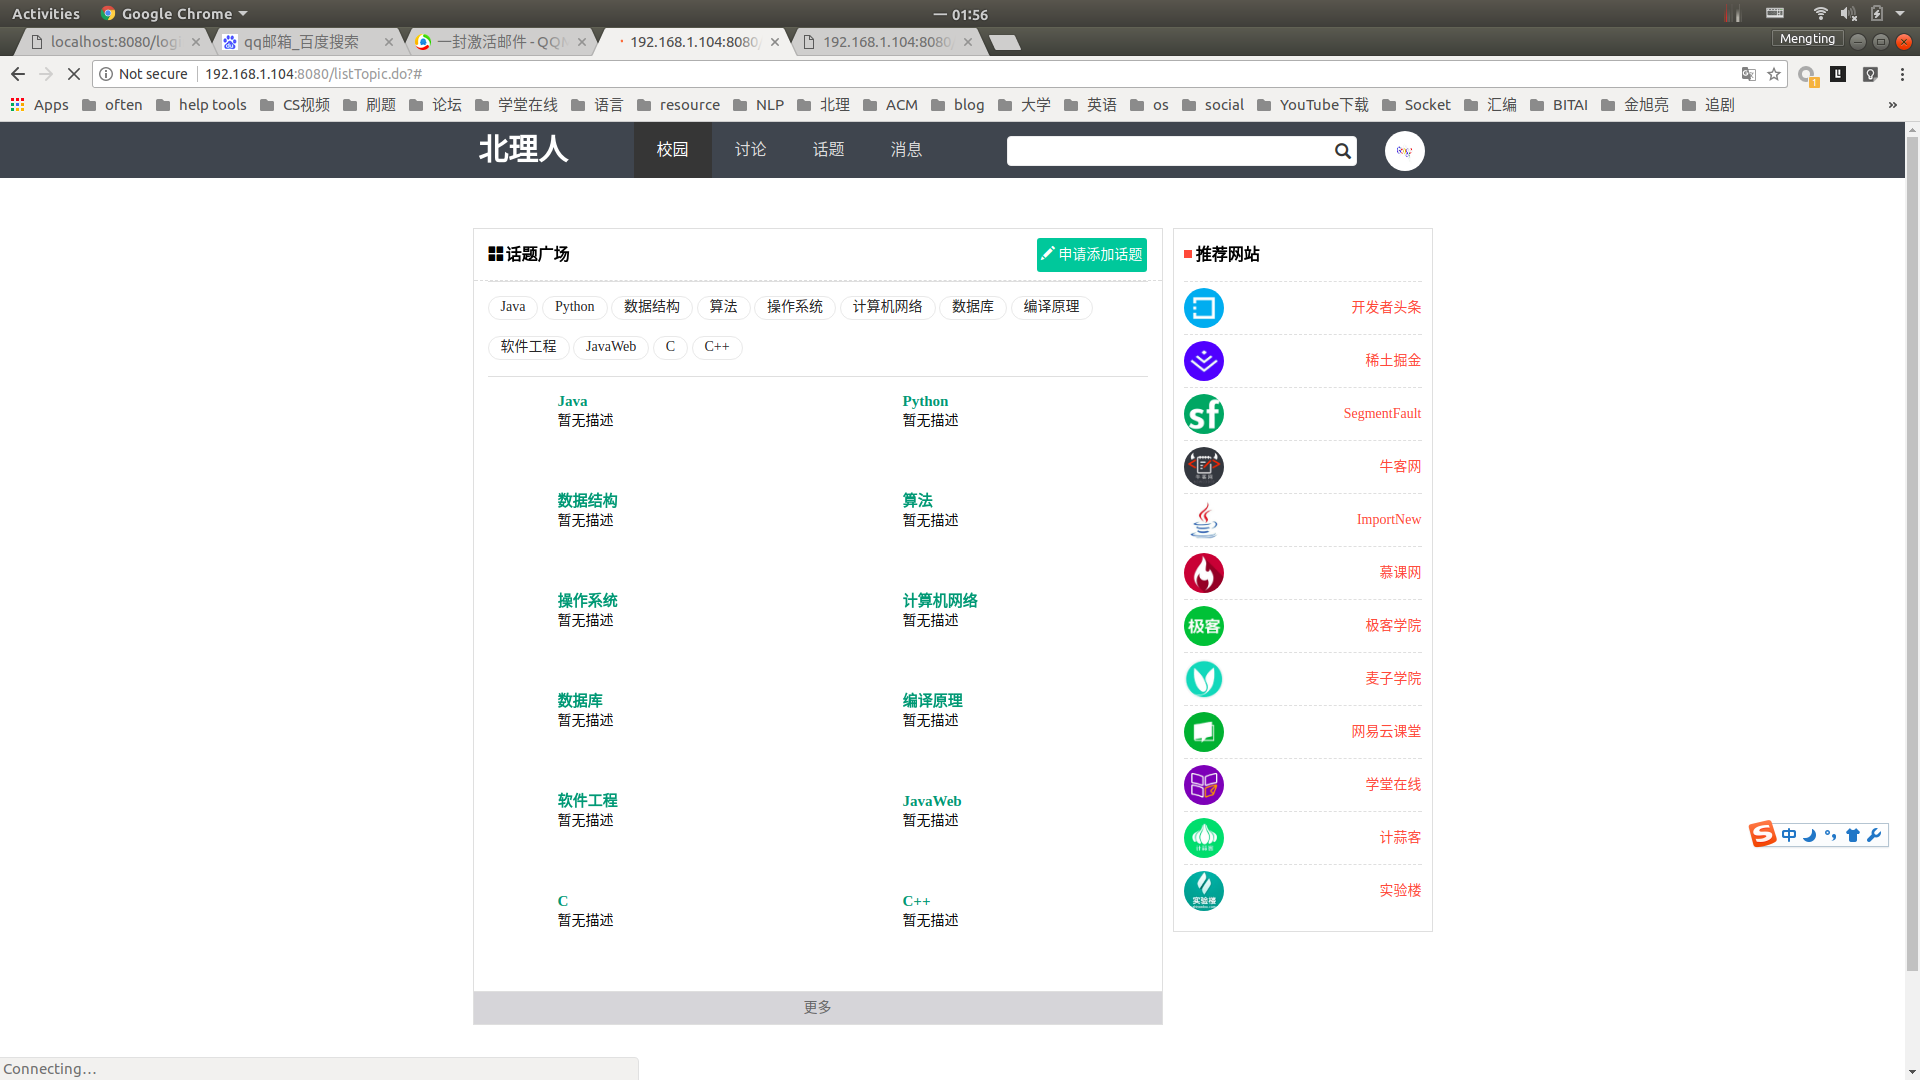 Activities Google Chrome 一 01:56
localhost:8080/logi qq邮箱_百度搜索 一封激活邮件 - QQM 192.168.1.104:8080/ 192.168.1.104:8080/ Mengting
Not secure 192.168.1.104:8080/listTopic.do?#
Apps often help tools CS视频 刷题 论坛 学堂在线 语言 resource NLP 北理 ACM blog 大学 英语 os social YouTube下载 Socket 汇编 BITAI 金旭亮 追剧 »
北理人 校园 讨论 话题 消息
话题广场 申请添加话题
Java Python 数据结构 算法 操作系统 计算机网络 数据库 编译原理
软件工程 JavaWeb C C++
Java Python
暂无描述 暂无描述
数据结构 算法
暂无描述 暂无描述
操作系统 计算机网络
暂无描述 暂无描述
数据库 编译原理
暂无描述 暂无描述
软件工程 JavaWeb
暂无描述 暂无描述
C C++
暂无描述 暂无描述
更多
推荐网站
开发者头条
稀土掘金
sf SegmentFault
牛客网
ImportNew
慕课网
极客 极客学院
麦子学院
网易云课堂
学堂在线
计蒜客
实验楼 实验楼
S 中
Connecting…